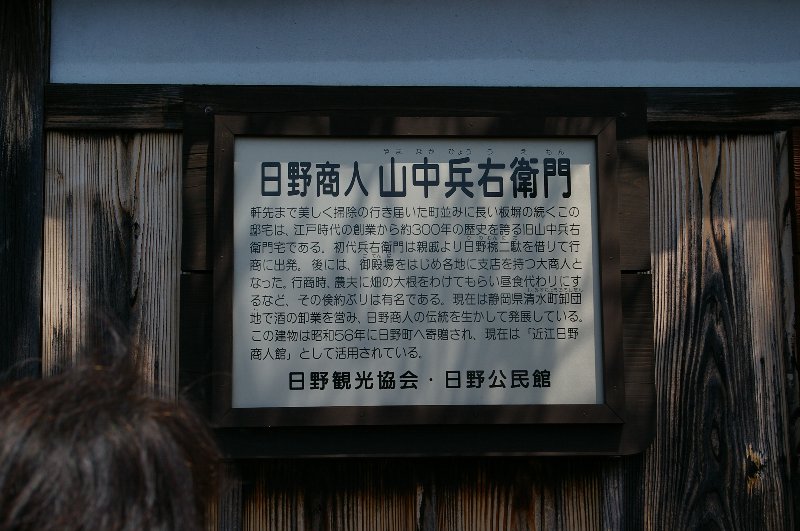 やま なか ひょう う え もん
日野商人 山中兵右衛門
軒先まで美しく掃除の行き届いた町並みに長い板塀の続くこの
邸宅は、江戸時代の創業から約300年の歴史を誇る旧山中兵右
衛門宅である。初代兵右衛門は親戚より日野椀二駄を借りて行
商に出発。後には、御殿場をはじめ各地に支店を持つ大商人と
なった。行商時、農夫に畑の大根をわけてもらい昼食代わりにす
るなど、その倹約ぶりは有名である。現在は静岡県清水町卸団
地で酒の卸業を営み、日野商人の伝統を生かして発展している。
この建物は昭和56年に日野町へ寄贈され、現在は「近江日野
商人館」として活用されている。
日野観光協会・日野公民館